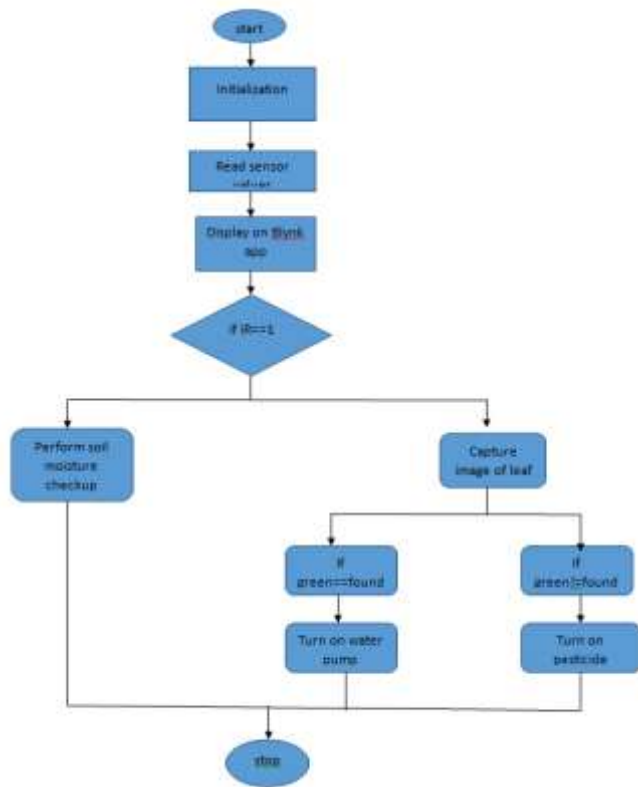 start
Initialization
Read sensor
Display on Blynk
app
if IR==1
Perform soil
moisture
checkup
Capture
image of leaf
If
green==found
if
green!=found
Turn on water
pump
Turn on
pesticide
stop